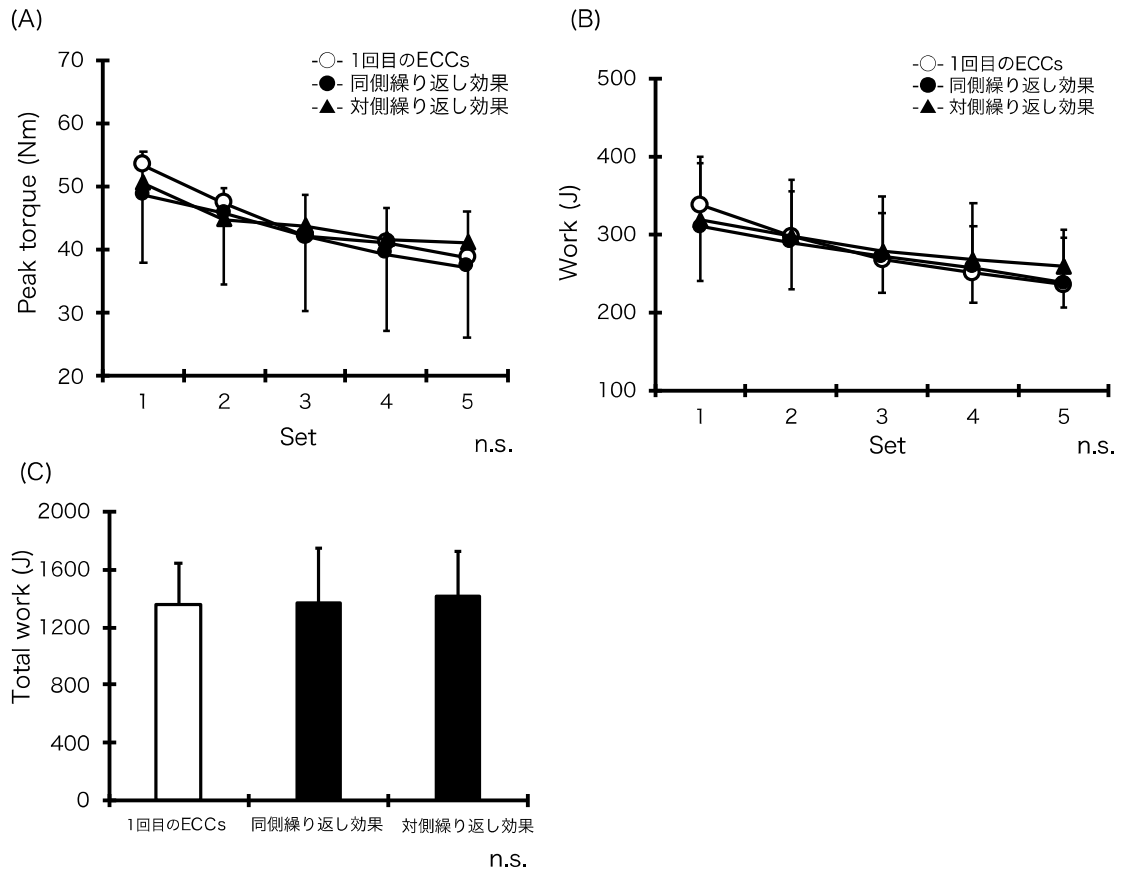 (A)
Peak torque (Nm)
70
60
50
40
30
20
1 2 3 4 5
Set
n.s.
-○- 1回目のECCs
-●- 同側繰り返し効果
-▲- 対側繰り返し効果
(B)
Work (J)
500
400
300
200
100
1 2 3 4 5
Set
n.s.
-○- 1回目のECCs
-●- 同側繰り返し効果
-▲- 対側繰り返し効果
(C)
Total work (J)
2000
1600
1200
800
400
0
1回目のECCs 同側繰り返し効果 対側繰り返し効果
n.s.